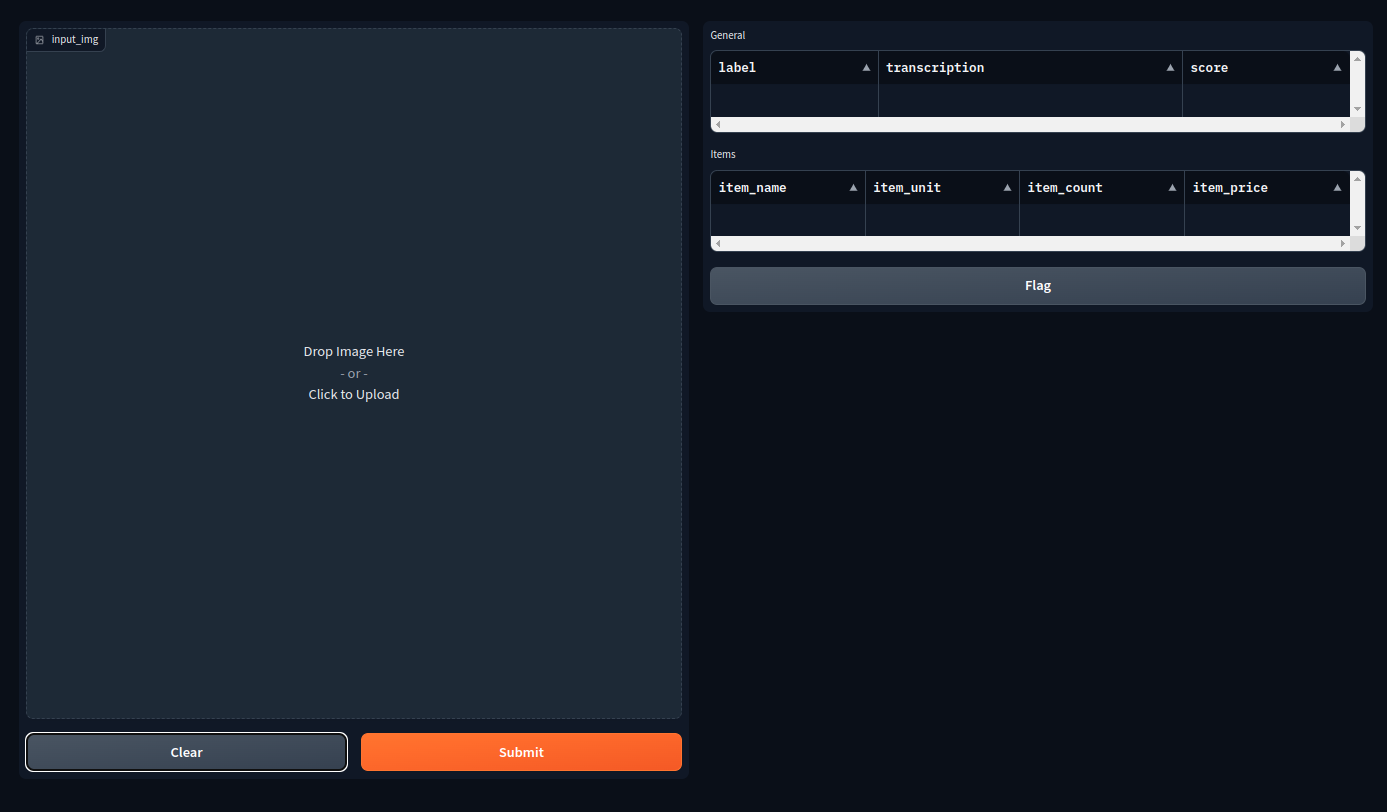 input_img
Drop Image Here
- or -
Click to Upload
Clear
Submit
General
label
transcription
score
Items
item_name
item_unit
item_count
item_price
Flag